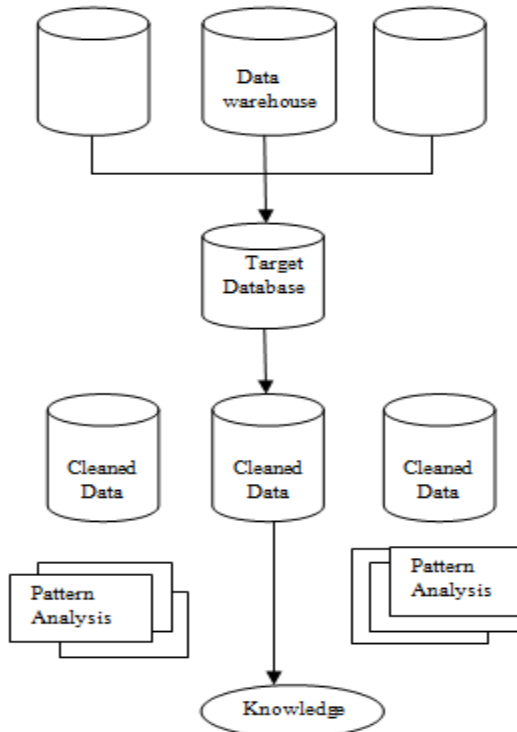 Data
warehouse
Target
Database
Cleaned
Data
Cleaned
Data
Cleaned
Data
Pattern
Analysis
Pattern
Analysis
Knowledge